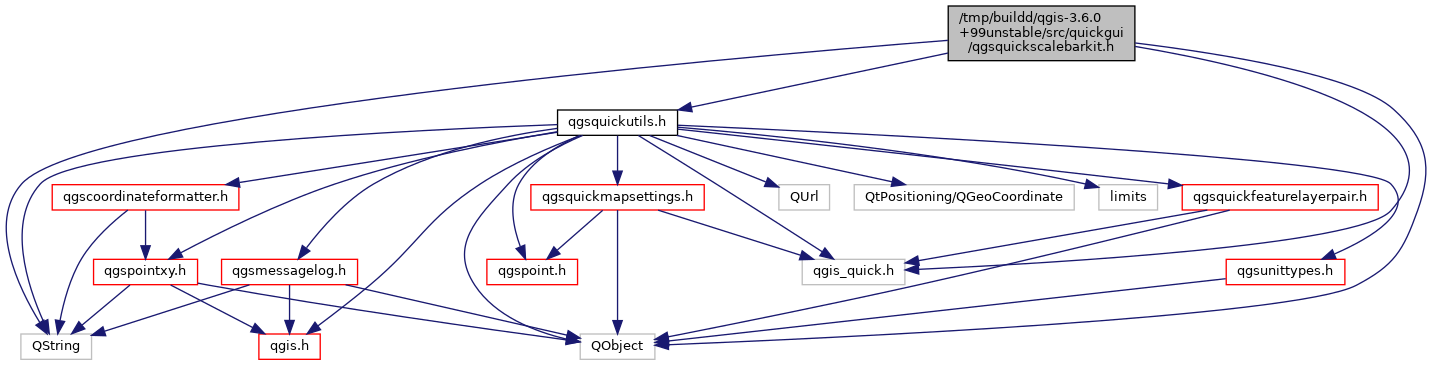 /tmp/buildd/qgis-3.6.0
+99unstable/src/quickgui
/qgsquickscalebarkit.h
qgsquickutils.h
qgscoordinateformatter.h
qgsquickmapsettings.h
QUrl
QtPositioning/QGeoCoordinate
limits
qgsquickfeaturelayerpair.h
qgspointxy.h
qgsmessagelog.h
qgspoint.h
qgis_quick.h
qgsunittypes.h
QString
qgis.h
QObject